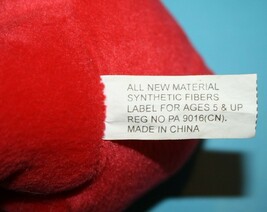 ALL NEW MATERIAL
SYNTHETIC FIBERS
LABEL FOR AGES 5 & UP
REG NO PA 9016(CN).
MADE IN CHINA